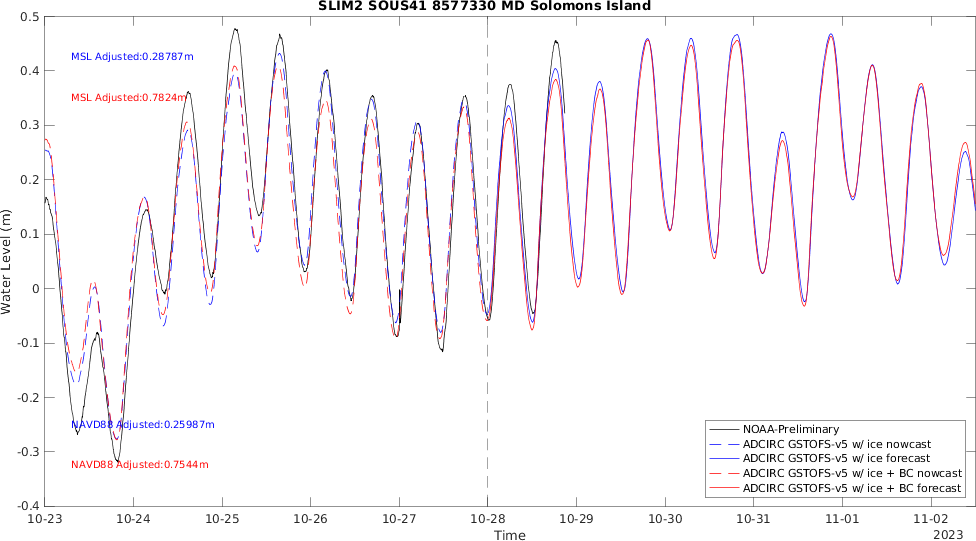 SLIM2 SOUS41 8577330 MD Solomons Island
0.5
0.4
0.3
0.2
0.1
0
-0.1
-0.2
-0.3
-0.4
Water Level (m)
MSL Adjusted:0.28787m
MSL Adjusted:0.7824m
NAVD88 Adjusted:0.25987m
NAVD88 Adjusted:0.7544m
NOAA-Preliminary
ADCIRC GSTOFS-v5 w/ ice nowcast
ADCIRC GSTOFS-v5 w/ ice forecast
ADCIRC GSTOFS-v5 w/ ice + BC nowcast
ADCIRC GSTOFS-v5 w/ ice + BC forecast
10-23 10-24 10-25 10-26 10-27 10-28 10-29 10-30 10-31 11-01 11-02
Time
2023